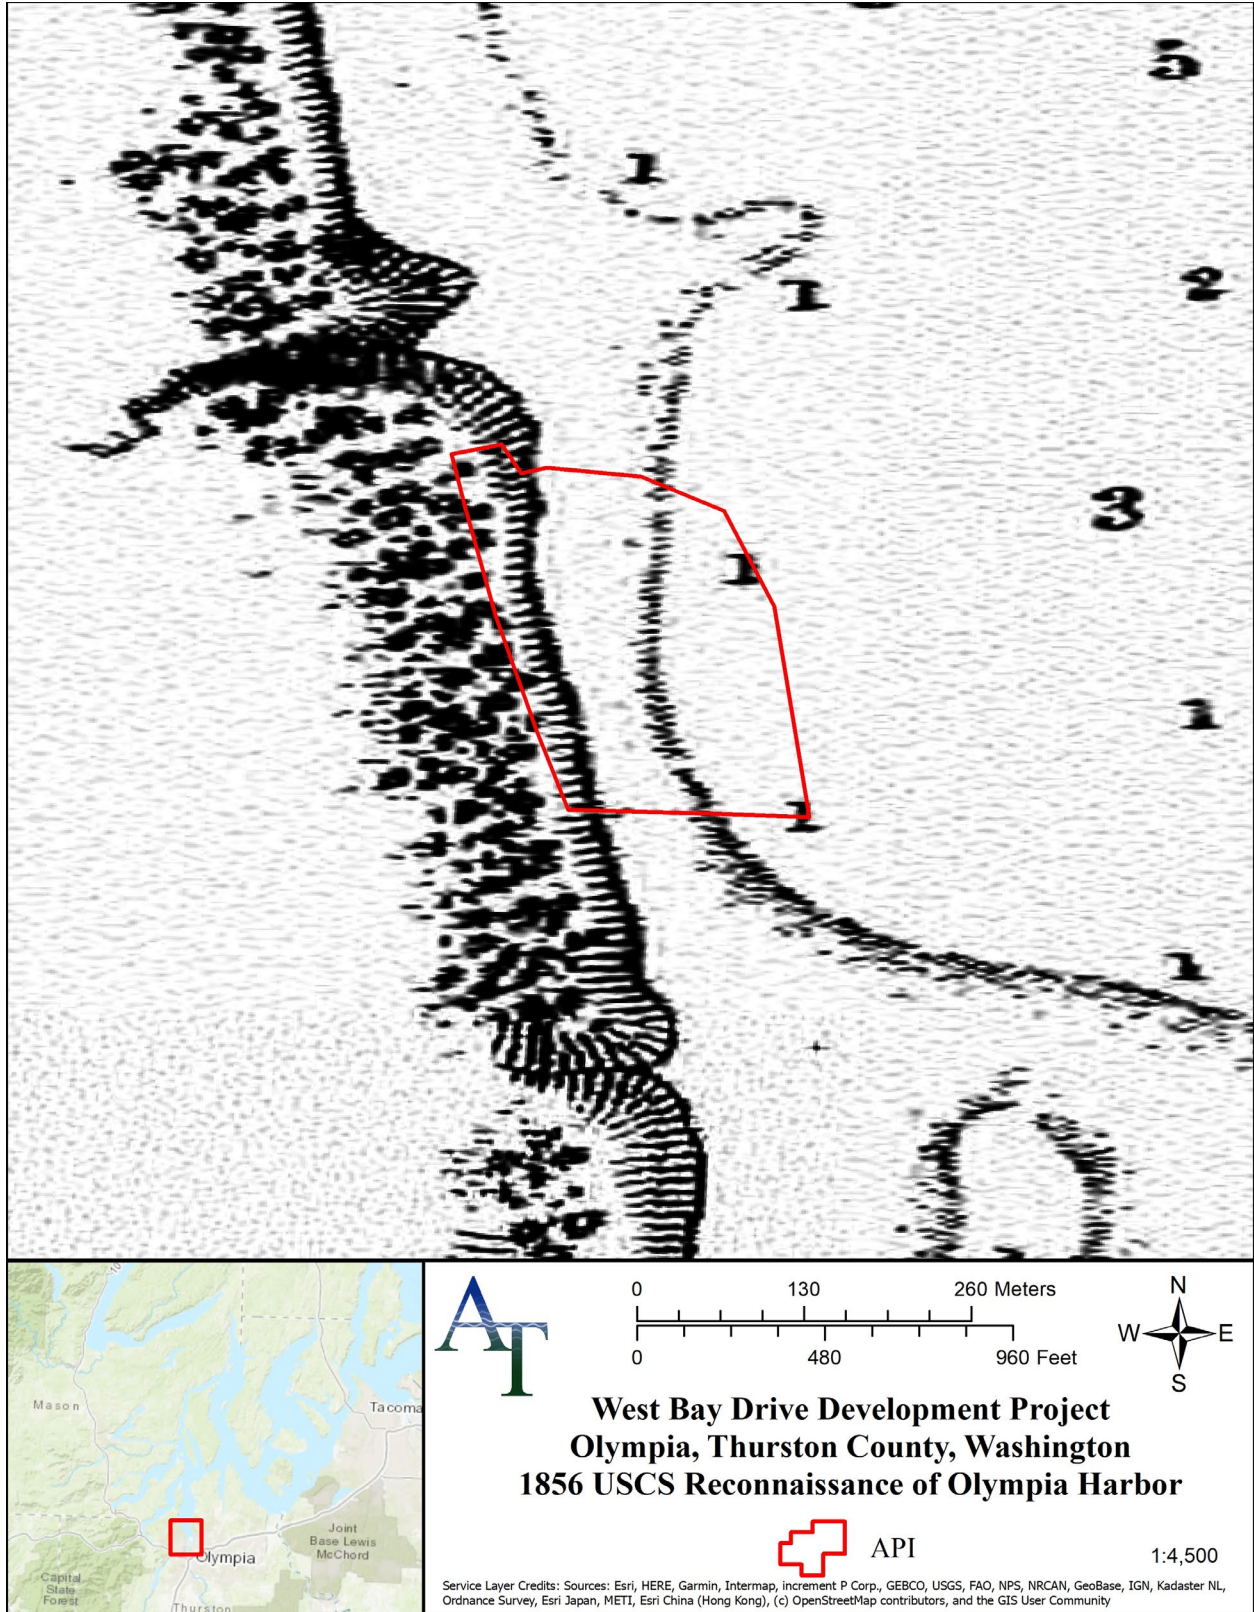 5
1
1
2
3
1
1
1
1
10
Mason
Tacoma
Joint
Base Lewis
McChord
Olympia
Capital
State
Forest
Thurston
AT
0 130 260 Meters
0 480 960 Feet
N
W E
S
West Bay Drive Development Project
Olympia, Thurston County, Washington
1856 USCS Reconnaissance of Olympia Harbor
API
1:4,500
Service Layer Credits: Sources: Esri, HERE, Garmin, Intermap, increment P Corp., GEBCO, USGS, FAO, NPS, NRCAN, GeoBase, IGN, Kadaster NL,
Ordnance Survey, Esri Japan, METI, Esri China (Hong Kong), (c) OpenStreetMap contributors, and the GIS User Community